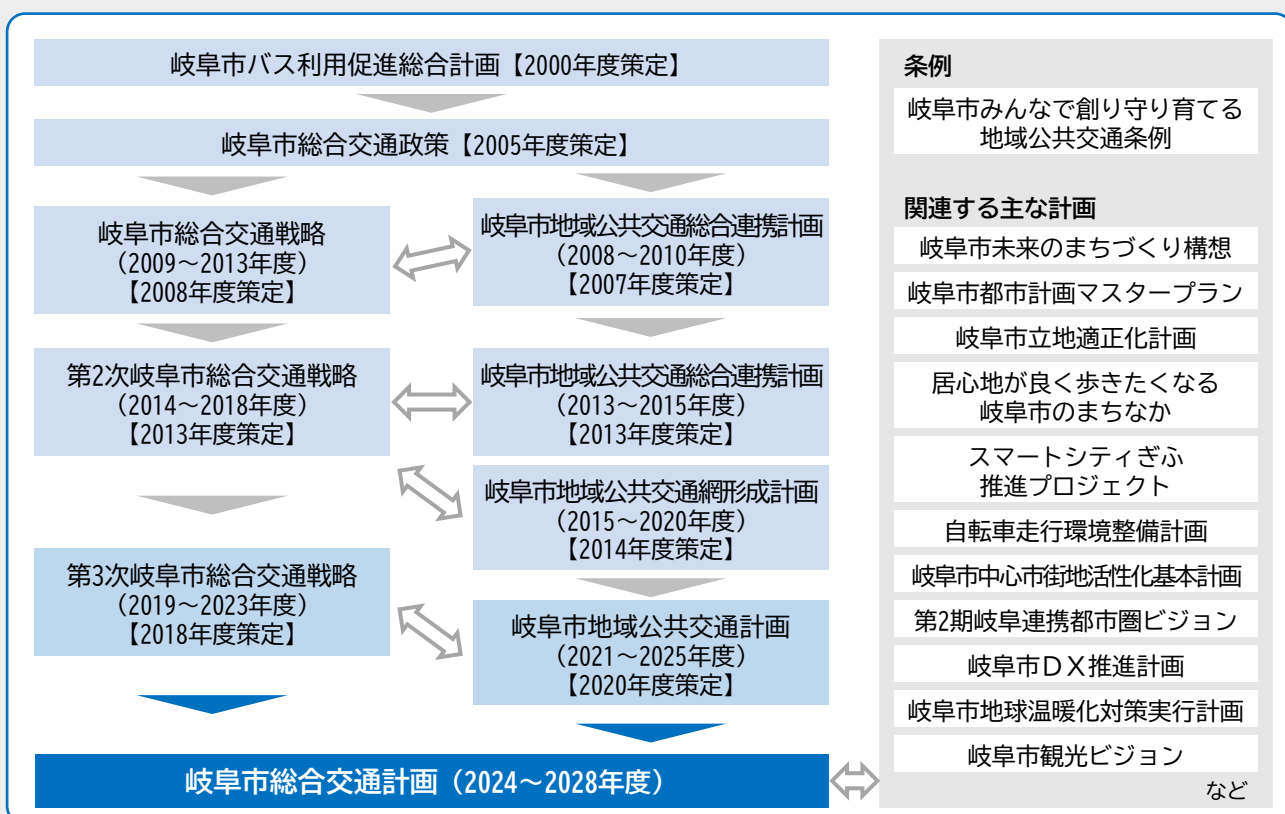 岐阜市バス利用促進総合計画【2000年度策定】
岐阜市総合交通政策【2005年度策定】
岐阜市総合交通戦略
（2009～2013年度）
【2008年度策定】
岐阜市地域公共交通総合連携計画
（2008～2010年度）
【2007年度策定】
第2次岐阜市総合交通戦略
（2014～2018年度）
【2013年度策定】
岐阜市地域公共交通総合連携計画
（2013～2015年度）
【2013年度策定】
岐阜市地域公共交通網形成計画
（2015～2020年度）
【2014年度策定】
第3次岐阜市総合交通戦略
（2019～2023年度）
【2018年度策定】
岐阜市地域公共交通計画
（2021～2025年度）
【2020年度策定】
岐阜市総合交通計画（2024～2028年度）
条例
岐阜市みんなで創り守り育てる
地域公共交通条例
関連する主な計画
岐阜市未来のまちづくり構想
岐阜市都市計画マスタープラン
岐阜市立地適正化計画
居心地が良く歩きたくなる
岐阜市のまちなか
スマートシティぎふ
推進プロジェクト
自転車走行環境整備計画
岐阜市中心市街地活性化基本計画
第2期岐阜連携都市圏ビジョン
岐阜市ＤＸ推進計画
岐阜市地球温暖化対策実行計画
岐阜市観光ビジョン
など